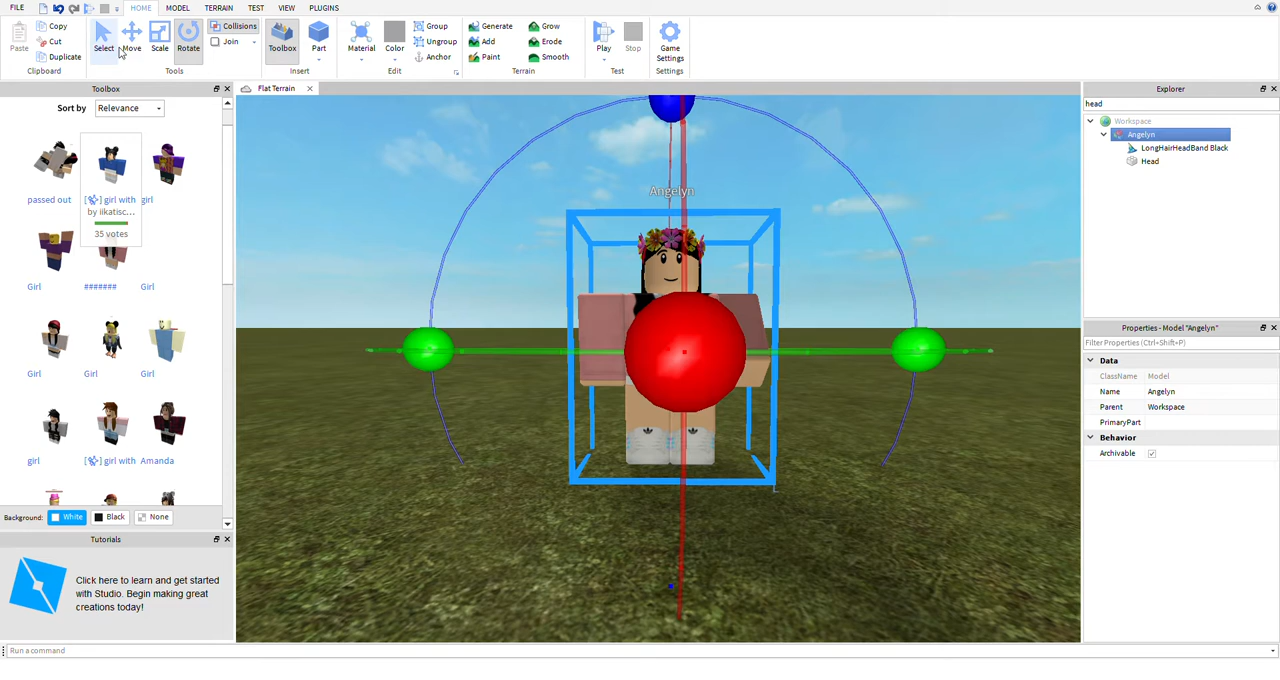 FILE HOME MODEL TERRAIN TEST VIEW PLUGINS
Paste Copy Cut Duplicate Clipboard
Select Move Scale Rotate Collisions Join Tools
Toolbox Part Insert
Material Color Group Ungroup Anchor Edit
Generate Add Paint Grow Erode Smooth Terrain
Play Stop Test
Game Settings Settings
Toolbox
Sort by Relevance
passed out [ ] girl with girl
by iikatisc...
35 votes
Girl ####### Girl
Girl Girl Girl
girl [ ] girl with Amanda
Background: White Black None
Tutorials
Click here to learn and get started
with Studio. Begin making great
creations today!
Flat Terrain
Angelyn
Explorer
head
Workspace
Angelyn
LongHairHeadBand Black
Head
Properties - Model "Angelyn"
Filter Properties (Ctrl+Shift+P)
Data
ClassName Model
Name Angelyn
Parent Workspace
PrimaryPart
Behavior
Archivable
Run a command